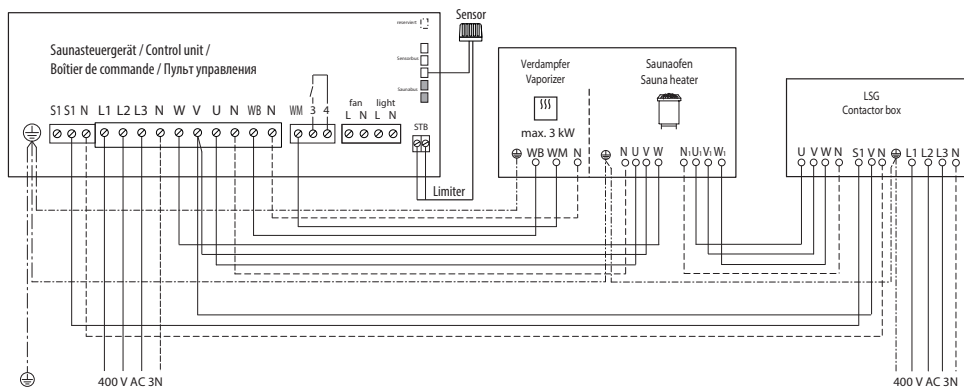 reserviert
Sensor
Saunasteuergerät / Control unit /
Boîtier de commande / Пульт управления
Sensorbus
Saunabus
S1 S1 N L1 L2 L3 N W V U N WB N WM 3 4
fan light
L N L N
STB
Limiter
Verdampfer
Vaporizer
max. 3 kW
WB WM N
Saunaofen
Sauna heater
N U V W N1 U1 V1 W1
LSG
Contactor box
U V W N S1 V N L1 L2 L3 N
400 V AC 3N
400 V AC 3N